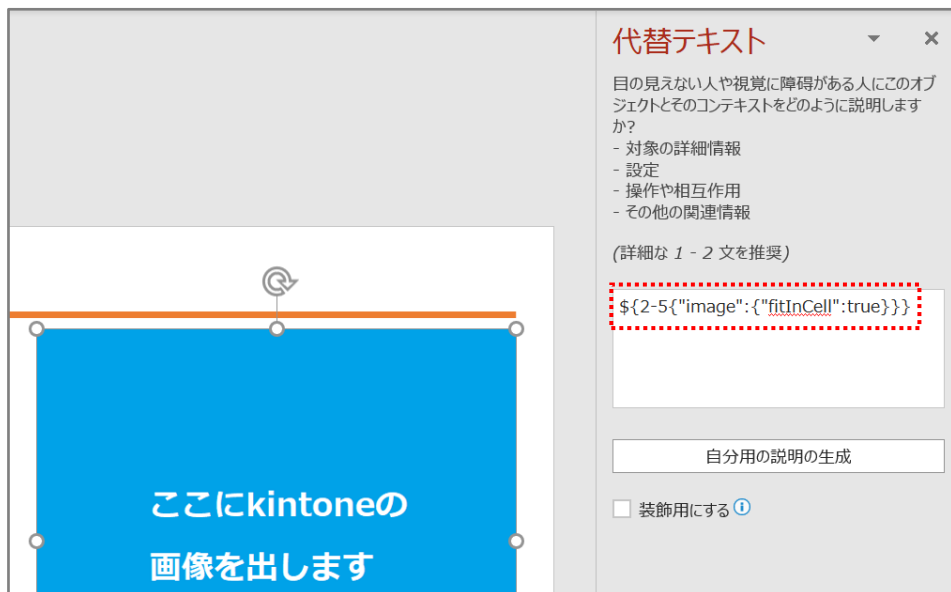 代替テキスト
目の見えない人や視覚に障碍がある人にこのオブ
ジェクトとそのコンテキストをどのように説明します
か?
- 対象の詳細情報
- 設定
- 操作や相互作用
- その他の関連情報
(詳細な 1 - 2 文を推奨)
${2-5{"image":{"fitInCell":true}}}
自分用の説明の生成
装飾用にする
ここにkintoneの
画像を出します